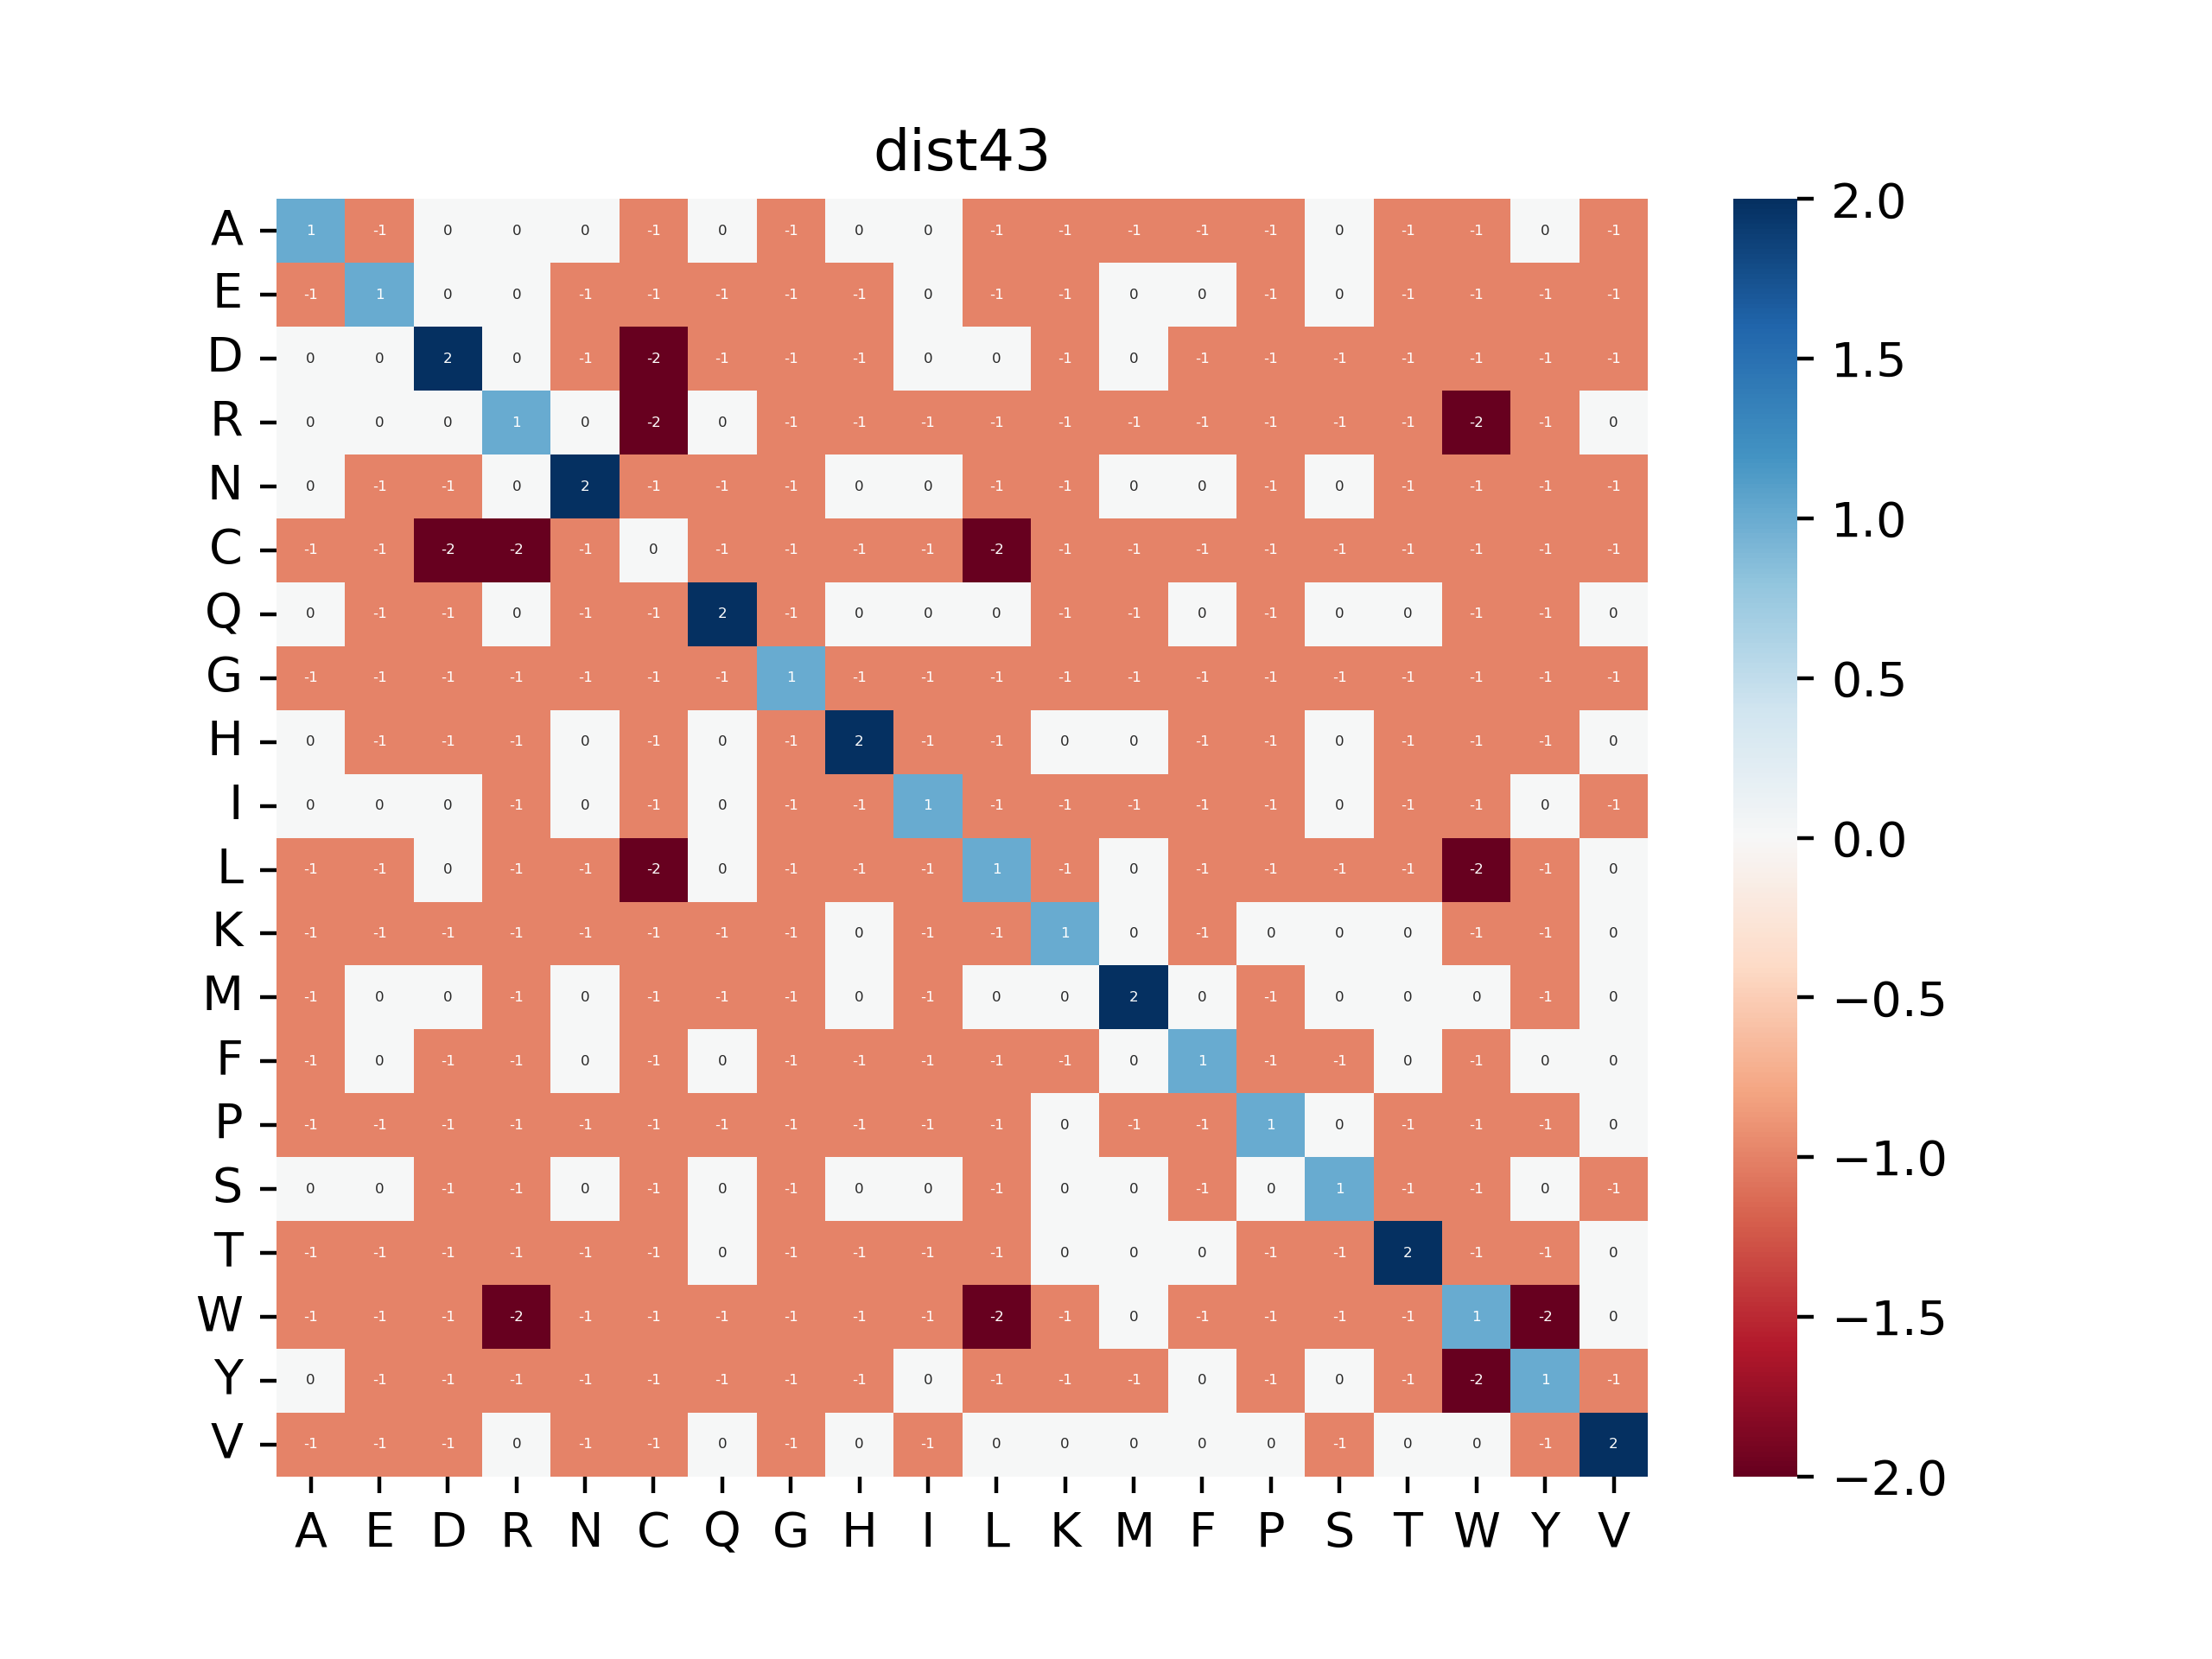 dist43
A 1 -1 0 0 0 -1 0 -1 0 0 -1 -1 -1 -1 -1 0 -1 -1 0 -1
E -1 1 0 0 -1 -1 -1 -1 -1 0 -1 -1 0 0 -1 0 -1 -1 -1 -1
D 0 0 2 0 -1 -2 -1 -1 -1 0 0 -1 0 -1 -1 -1 -1 -1 -1 -1
R 0 0 0 1 0 -2 0 -1 -1 -1 -1 -1 -1 -1 -1 -1 -1 -2 -1 0
N 0 -1 -1 0 2 -1 -1 -1 0 0 -1 -1 0 0 -1 0 -1 -1 -1 -1
C -1 -1 -2 -2 -1 0 -1 -1 -1 -1 -2 -1 -1 -1 -1 -1 -1 -1 -1 -1
Q 0 -1 -1 0 -1 -1 2 -1 0 0 0 -1 -1 0 -1 0 0 -1 -1 0
G -1 -1 -1 -1 -1 -1 -1 1 -1 -1 -1 -1 -1 -1 -1 -1 -1 -1 -1 -1
H 0 -1 -1 -1 0 -1 0 -1 2 -1 -1 0 0 -1 -1 0 -1 -1 -1 0
I 0 0 0 -1 0 -1 0 -1 -1 1 -1 -1 -1 -1 -1 0 -1 -1 0 -1
L -1 -1 0 -1 -1 -2 0 -1 -1 -1 1 -1 0 -1 -1 -1 -1 -2 -1 0
K -1 -1 -1 -1 -1 -1 -1 -1 0 -1 -1 1 0 -1 0 0 0 -1 -1 0
M -1 0 0 -1 0 -1 -1 -1 0 -1 0 0 2 0 -1 0 0 0 -1 0
F -1 0 -1 -1 0 -1 0 -1 -1 -1 -1 -1 0 1 -1 -1 0 -1 0 0
P -1 -1 -1 -1 -1 -1 -1 -1 -1 -1 -1 0 -1 -1 1 0 -1 -1 -1 0
S 0 0 -1 -1 0 -1 0 -1 0 0 -1 0 0 -1 0 1 -1 -1 0 -1
T -1 -1 -1 -1 -1 -1 0 -1 -1 -1 -1 0 0 0 -1 -1 2 -1 -1 0
W -1 -1 -1 -2 -1 -1 -1 -1 -1 -1 -2 -1 0 -1 -1 -1 -1 1 -2 0
Y 0 -1 -1 -1 -1 -1 -1 -1 -1 0 -1 -1 -1 0 -1 0 -1 -2 1 -1
V -1 -1 -1 0 -1 -1 0 -1 0 -1 0 0 0 0 0 -1 0 0 -1 2
A E D R N C Q G H I L K M F P S T W Y V
2.0
1.5
1.0
0.5
0.0
−0.5
−1.0
−1.5
−2.0